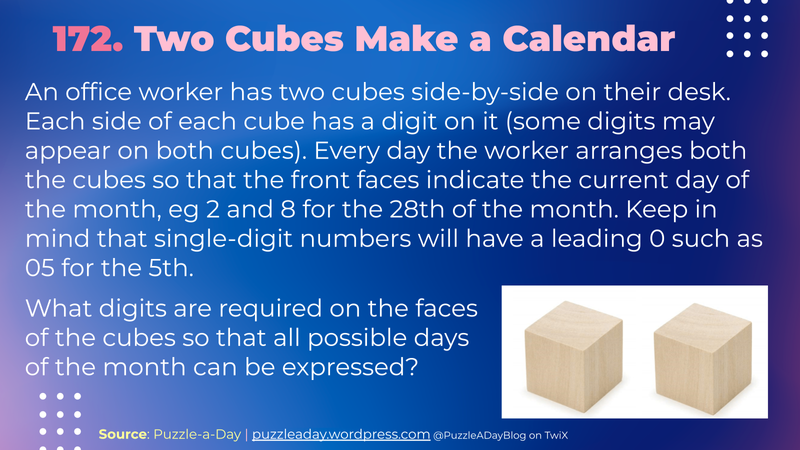 172. Two Cubes Make a Calendar
An office worker has two cubes side-by-side on their desk.
Each side of each cube has a digit on it (some digits may
appear on both cubes). Every day the worker arranges both
the cubes so that the front faces indicate the current day of
the month, eg 2 and 8 for the 28th of the month. Keep in
mind that single-digit numbers will have a leading 0 such as
05 for the 5th.
What digits are required on the faces
of the cubes so that all possible days
of the month can be expressed?
Source: Puzzle-a-Day | puzzleaday.wordpress.com @PuzzleADayBlog on TwiX